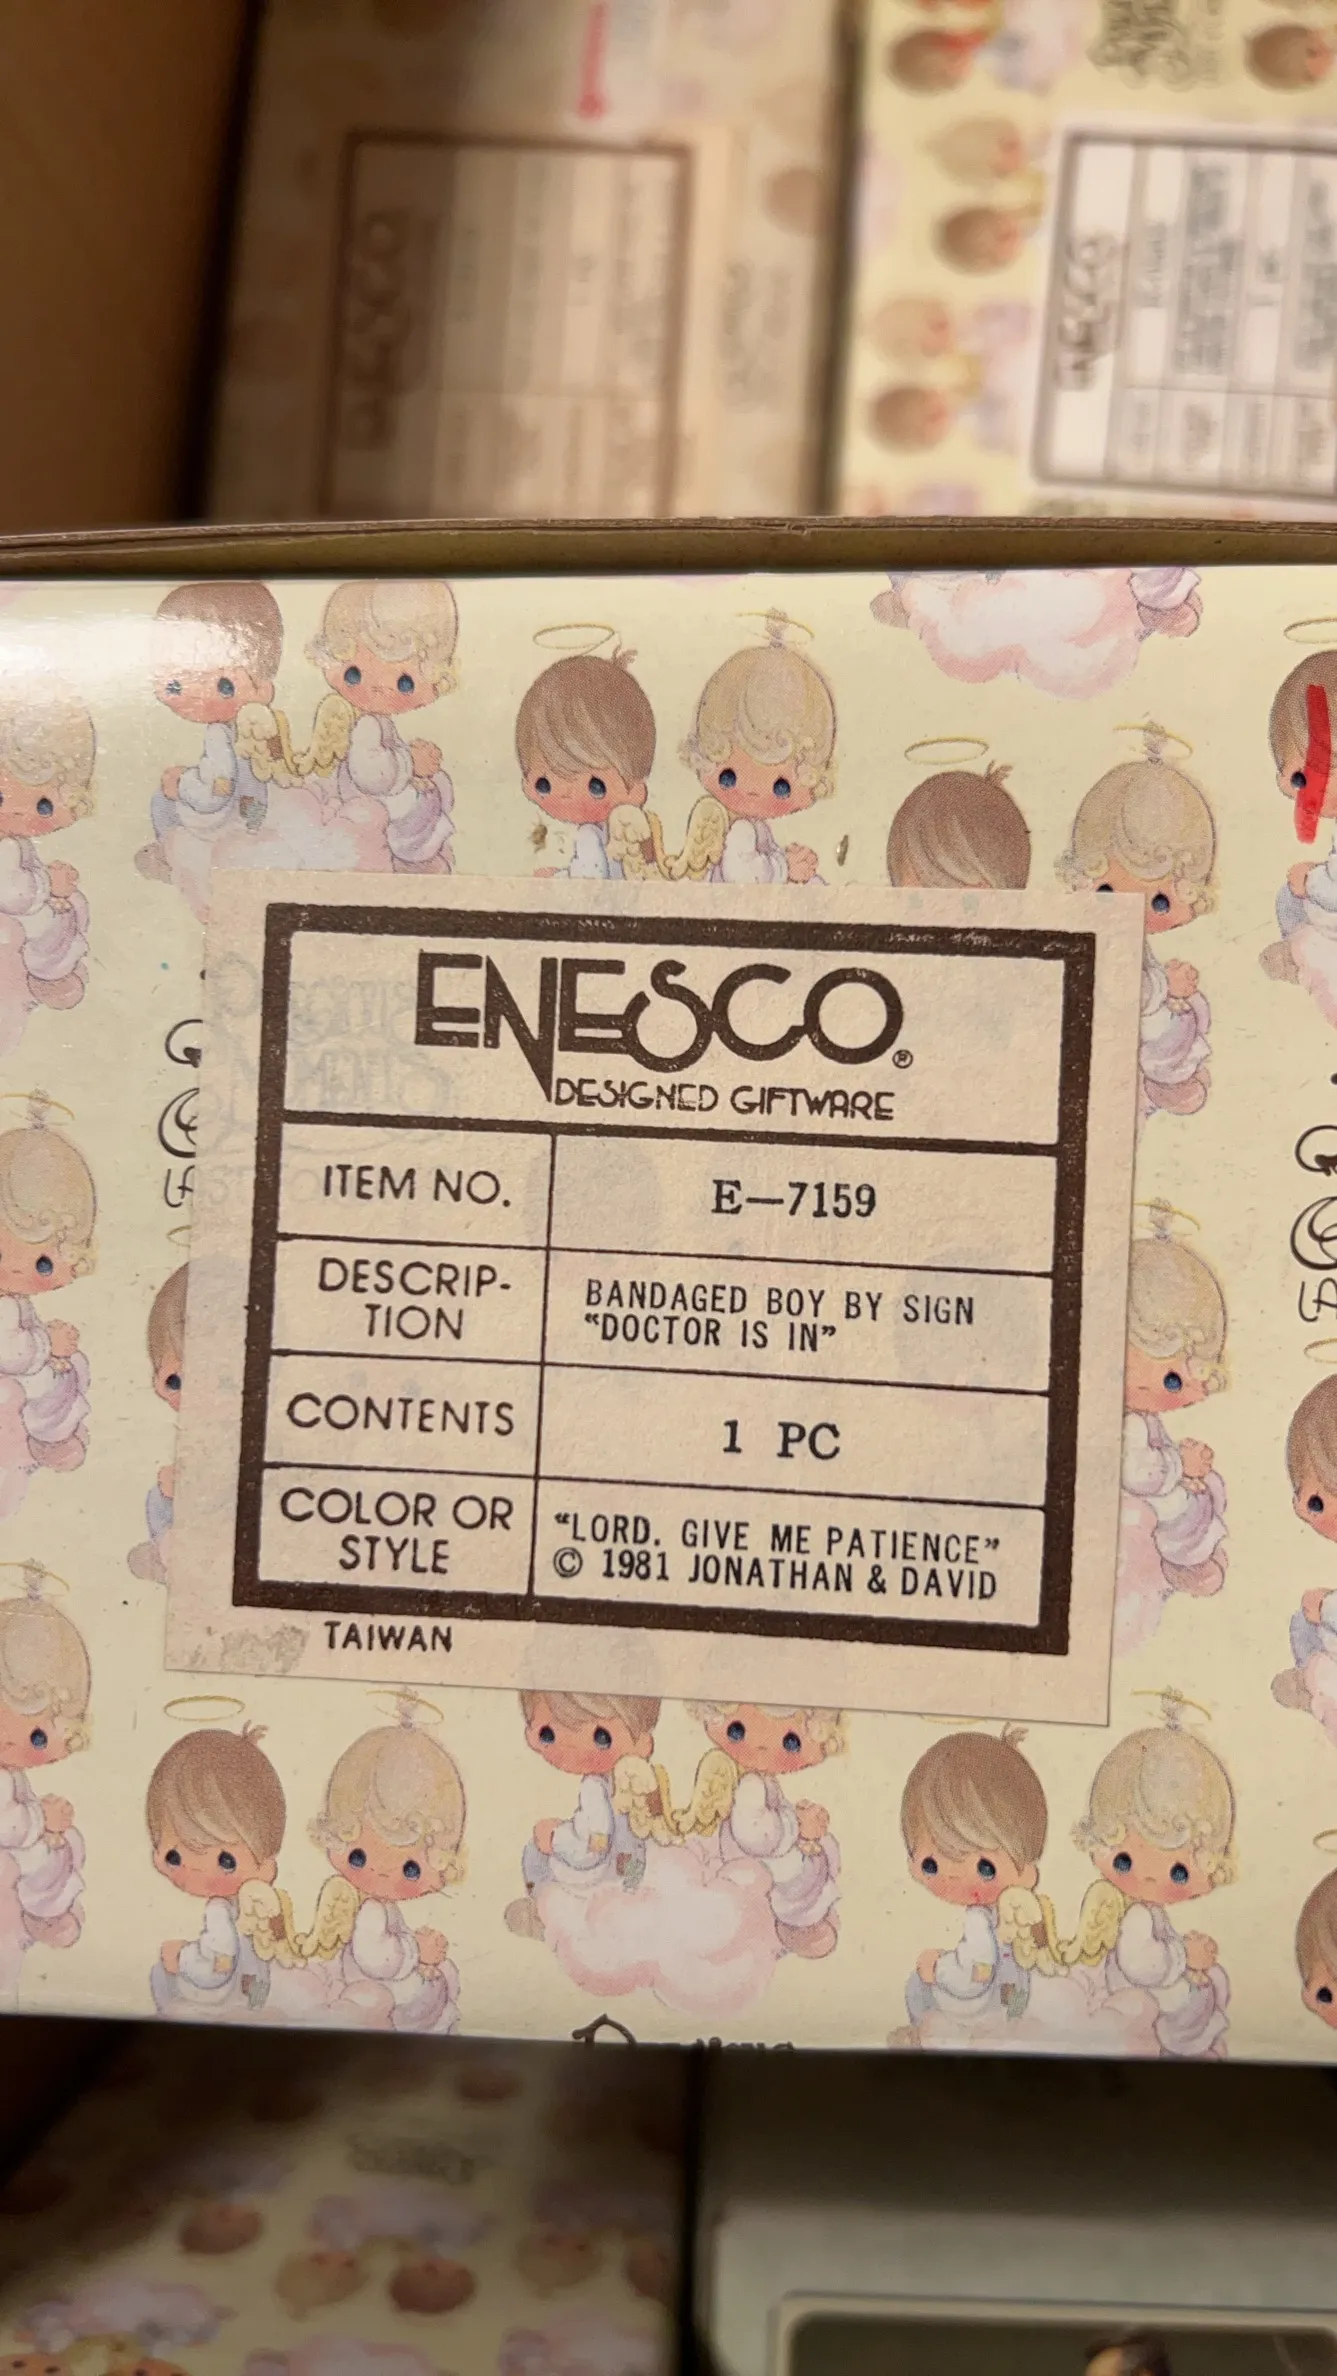 ENESCO®
DESIGNED GIFTWARE
ITEM NO.
E—7159
DESCRIP-
TION
BANDAGED BOY BY SIGN
“DOCTOR IS IN”
CONTENTS
1 PC
COLOR OR
STYLE
“LORD. GIVE ME PATIENCE”
© 1981 JONATHAN & DAVID
TAIWAN